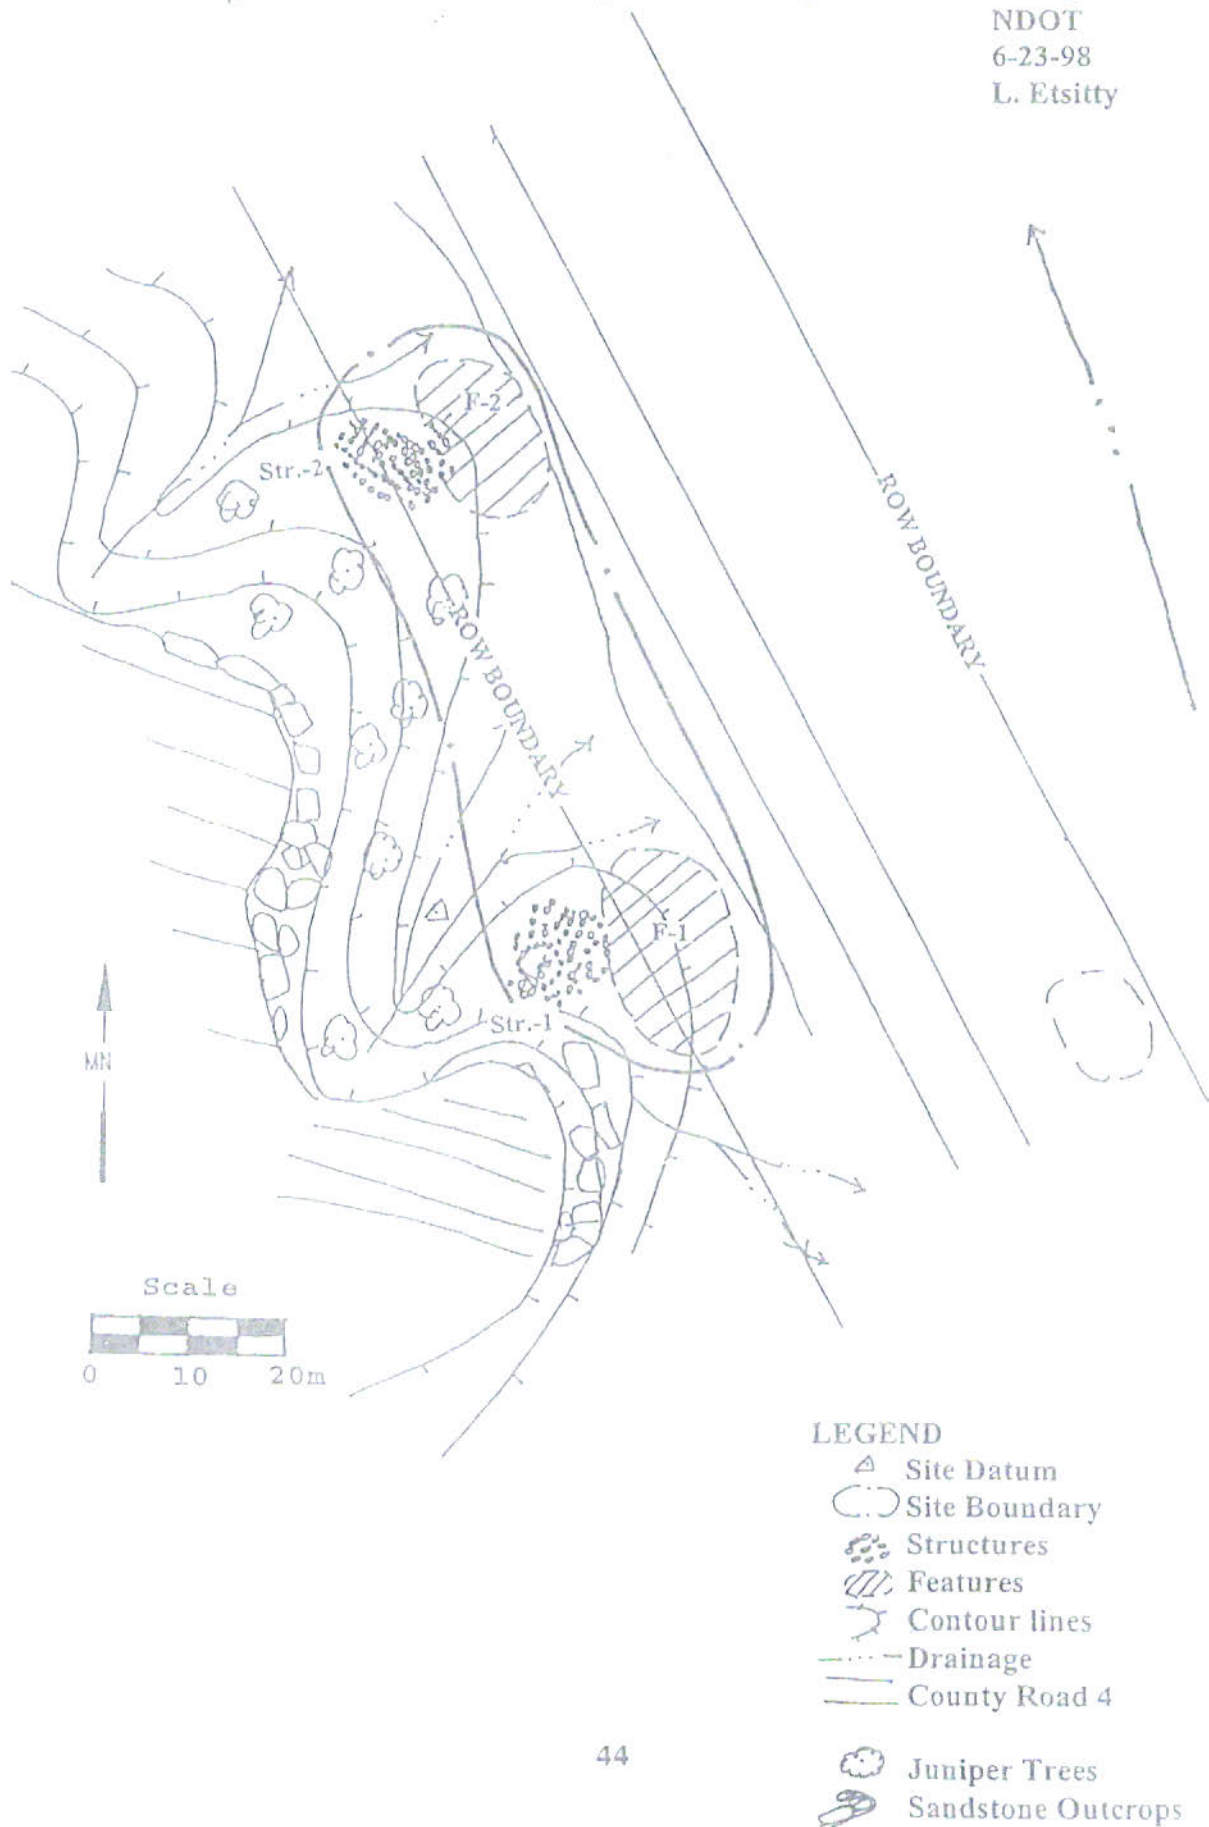 NDOT
6-23-98
L. Etsitty
F-2
Str.-2
ROW BOUNDARY
ROW BOUNDARY
F-1
Str.-1
MN
Scale
0 10 20m
LEGEND
Site Datum
Site Boundary
Structures
Features
Contour lines
Drainage
County Road 4
44
Juniper Trees
Sandstone Outcrops